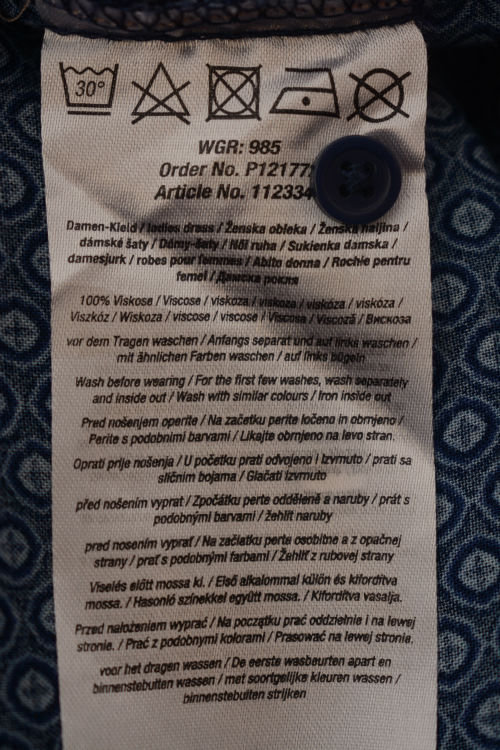 30°
WGR: 985
Order No. P12177
Article No. 112334
Damen-Kleid / ladies dress / Ženska obleka / Ženska haljina /
dámské šaty / Dámy-šaty / Női ruha / Sukienka damska /
damesjurk / robes pour femmes / Abito donna / Rochie pentru
femei / Дамска рокля
100% Viskose / Viscose / viskoza / viskoza / viskóza / viskóza /
Viszkóz / Wiskoza / viscose / viscose / Viscosa / Viscoză / Вискоза
vor dem Tragen waschen / Anfangs separat und auf links waschen /
mit ähnlichen Farben waschen / auf links bügeln
Wash before wearing / For the first few washes, wash separately
and inside out / Wash with similar colours / Iron inside out
Pred nošenjem operite / Na začetku perite ločeno in obrnjeno /
Perite s podobnimi barvami / Likajte obrnjeno na levo stran.
Oprati prije nošenja / U početku prati odvojeno i izvrnuto / prati sa
sličnim bojama / Glačati izvrnuto
před nošením vyprat / Zpočátku perte odděleně a naruby / prát s
podobnými barvami / žehlit naruby
pred nosením vyprať / Na začiatku perte osobitne a z opačnej
strany / prať s podobnými farbami / Žehliť z rubovej strany
Viselés előtt mossa ki. / Első alkalommal külön és kifordítva
mossa. / Hasonló színekkel együtt mossa. / Kifordítva vasalja.
Przed nałożeniem wyprać / Na początku prać oddzielnie i na lewej
stronie. / Prać z podobnymi kolorami / Prasować na lewej stronie.
voor het dragen wassen / De eerste wasbeurten apart en
binnenstebuiten wassen / met soortgelijke kleuren wassen /
binnenstebuiten strijken